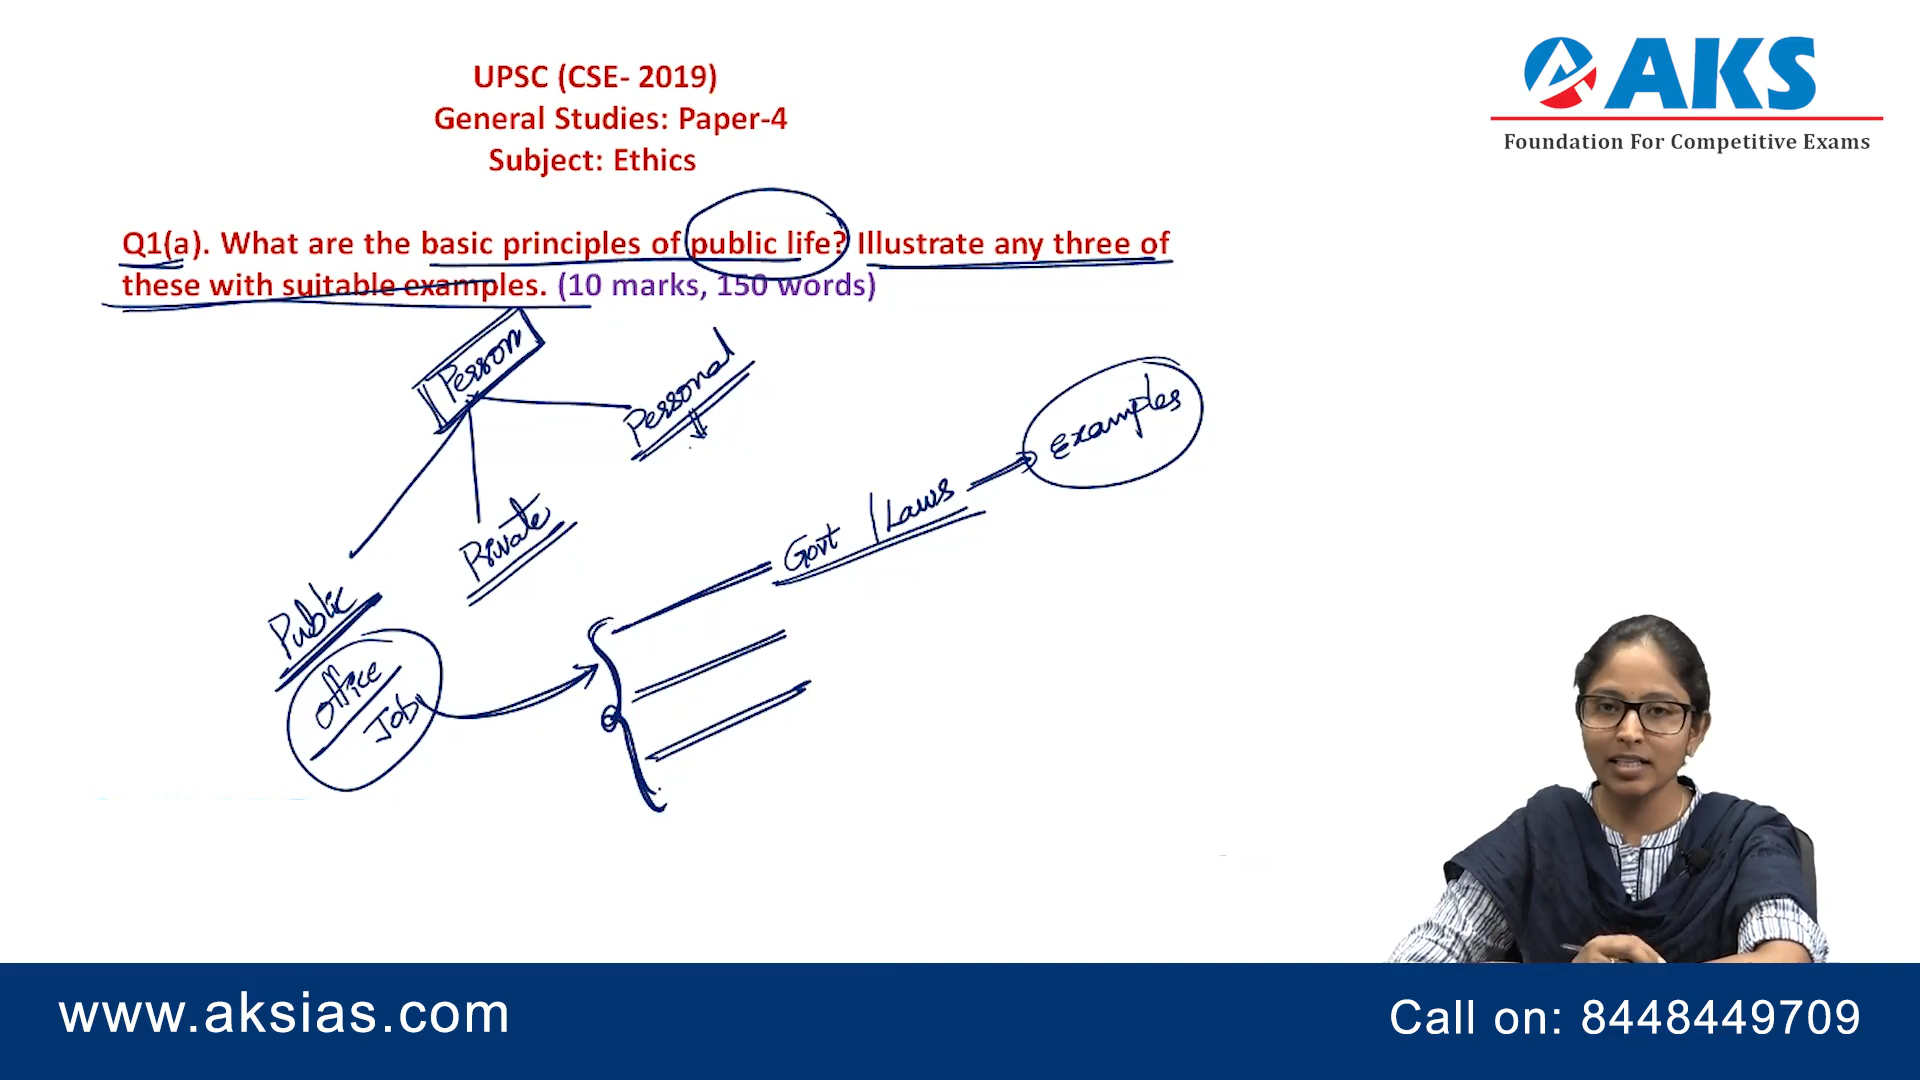 AKS
Foundation For Competitive Exams
UPSC (CSE- 2019)
General Studies: Paper-4
Subject: Ethics
Q1(a). What are the basic principles of public life? Illustrate any three of
these with suitable examples. (10 marks, 150 words)
Person
Personal
Private
Public
Office
Job
Govt / Laws
Examples
www.aksias.com
Call on: 8448449709